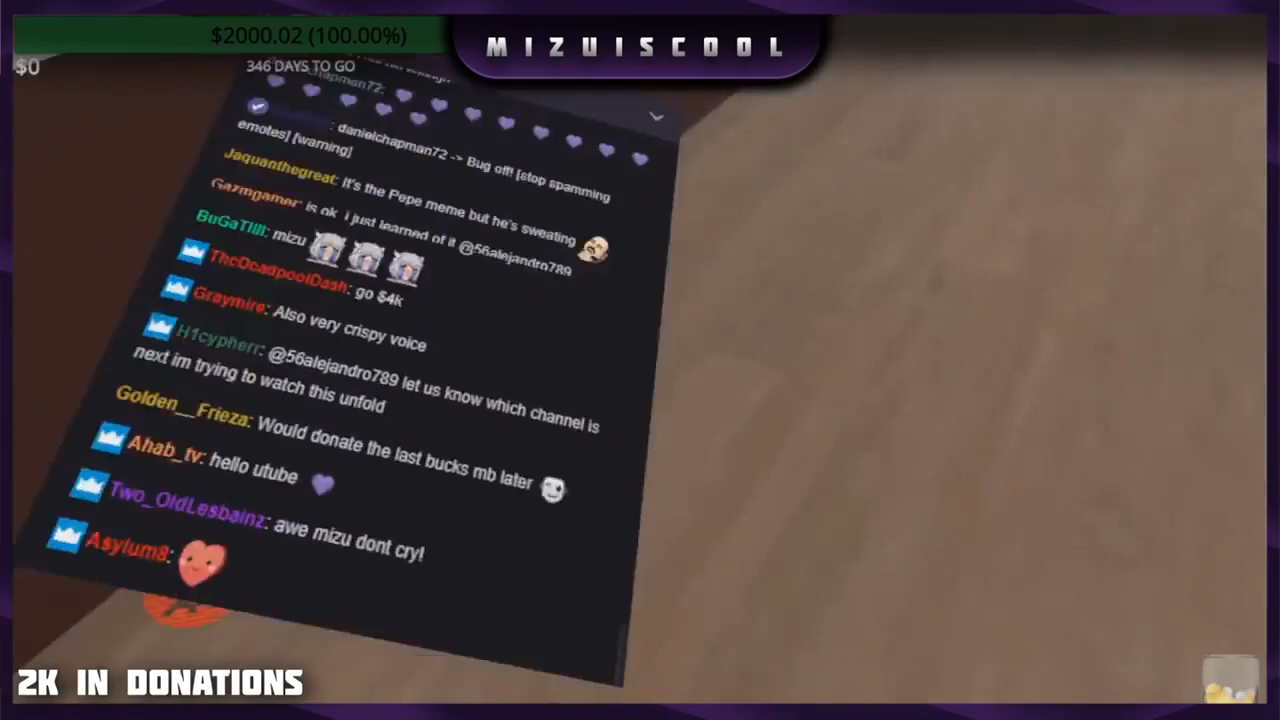 $2000.02 (100.00%)
MIZUISCOOL
$0
346 DAYS TO GO
chapman72:
: danielchapman72 -> Bug off! [stop spamming
emotes] [warning]
Jaquanthegreat: It's the Pepe meme but he's sweating
Gazmgamer: is ok i just learned of it @56alejandro789
BuGaTIIII: mizu
TheDeadpoolDash: go $4k
Graymire: Also very crispy voice
H1cypherr: @56alejandro789 let us know which channel is
next im trying to watch this unfold
Golden__Frieza: Would donate the last bucks mb later
Ahab_tv: hello utube
Two_OldLesbainz: awe mizu dont cry!
Asylum8:
2K IN DONATIONS